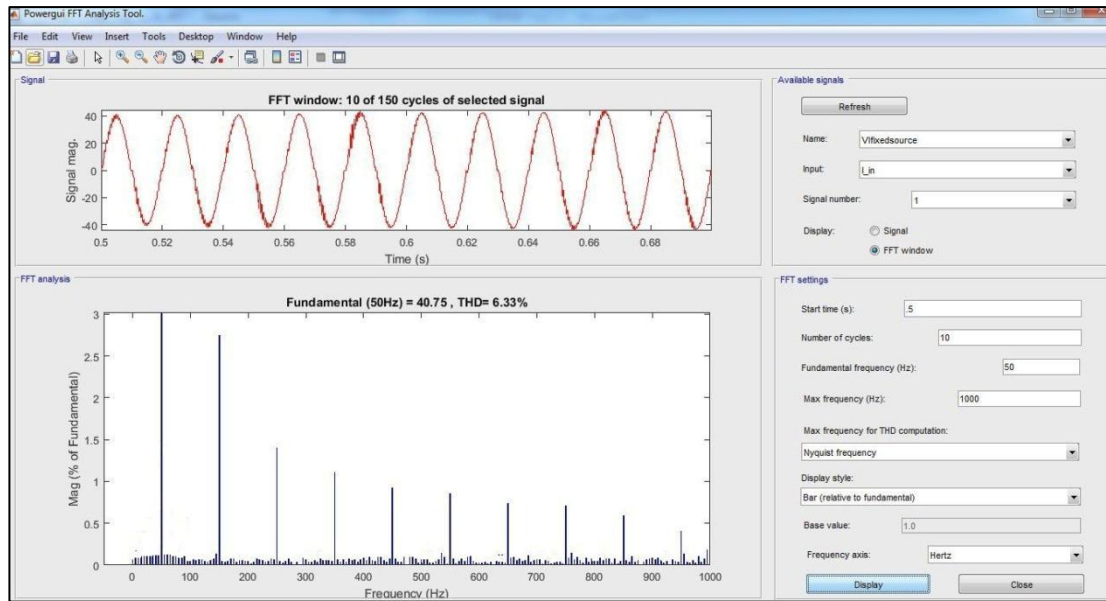 Powergui FFT Analysis Tool.
File Edit View Insert Tools Desktop Window Help
Signal
FFT window: 10 of 150 cycles of selected signal
Signal mag.
40
20
0
-20
-40
0.5 0.52 0.54 0.56 0.58 0.6 0.62 0.64 0.66 0.68
Time (s)
FFT analysis
Fundamental (50Hz) = 40.75 , THD= 6.33%
Mag (% of Fundamental)
3
2.5
2
1.5
1
0.5
0
0 100 200 300 400 500 600 700 800 900 1000
Frequency (Hz)
Available signals
Refresh
Name: VIfixedsource
Input: I_in
Signal number: 1
Display: Signal
FFT window
FFT settings
Start time (s): .5
Number of cycles: 10
Fundamental frequency (Hz): 50
Max frequency (Hz): 1000
Max frequency for THD computation:
Nyquist frequency
Display style:
Bar (relative to fundamental)
Base value: 1.0
Frequency axis: Hertz
Display Close